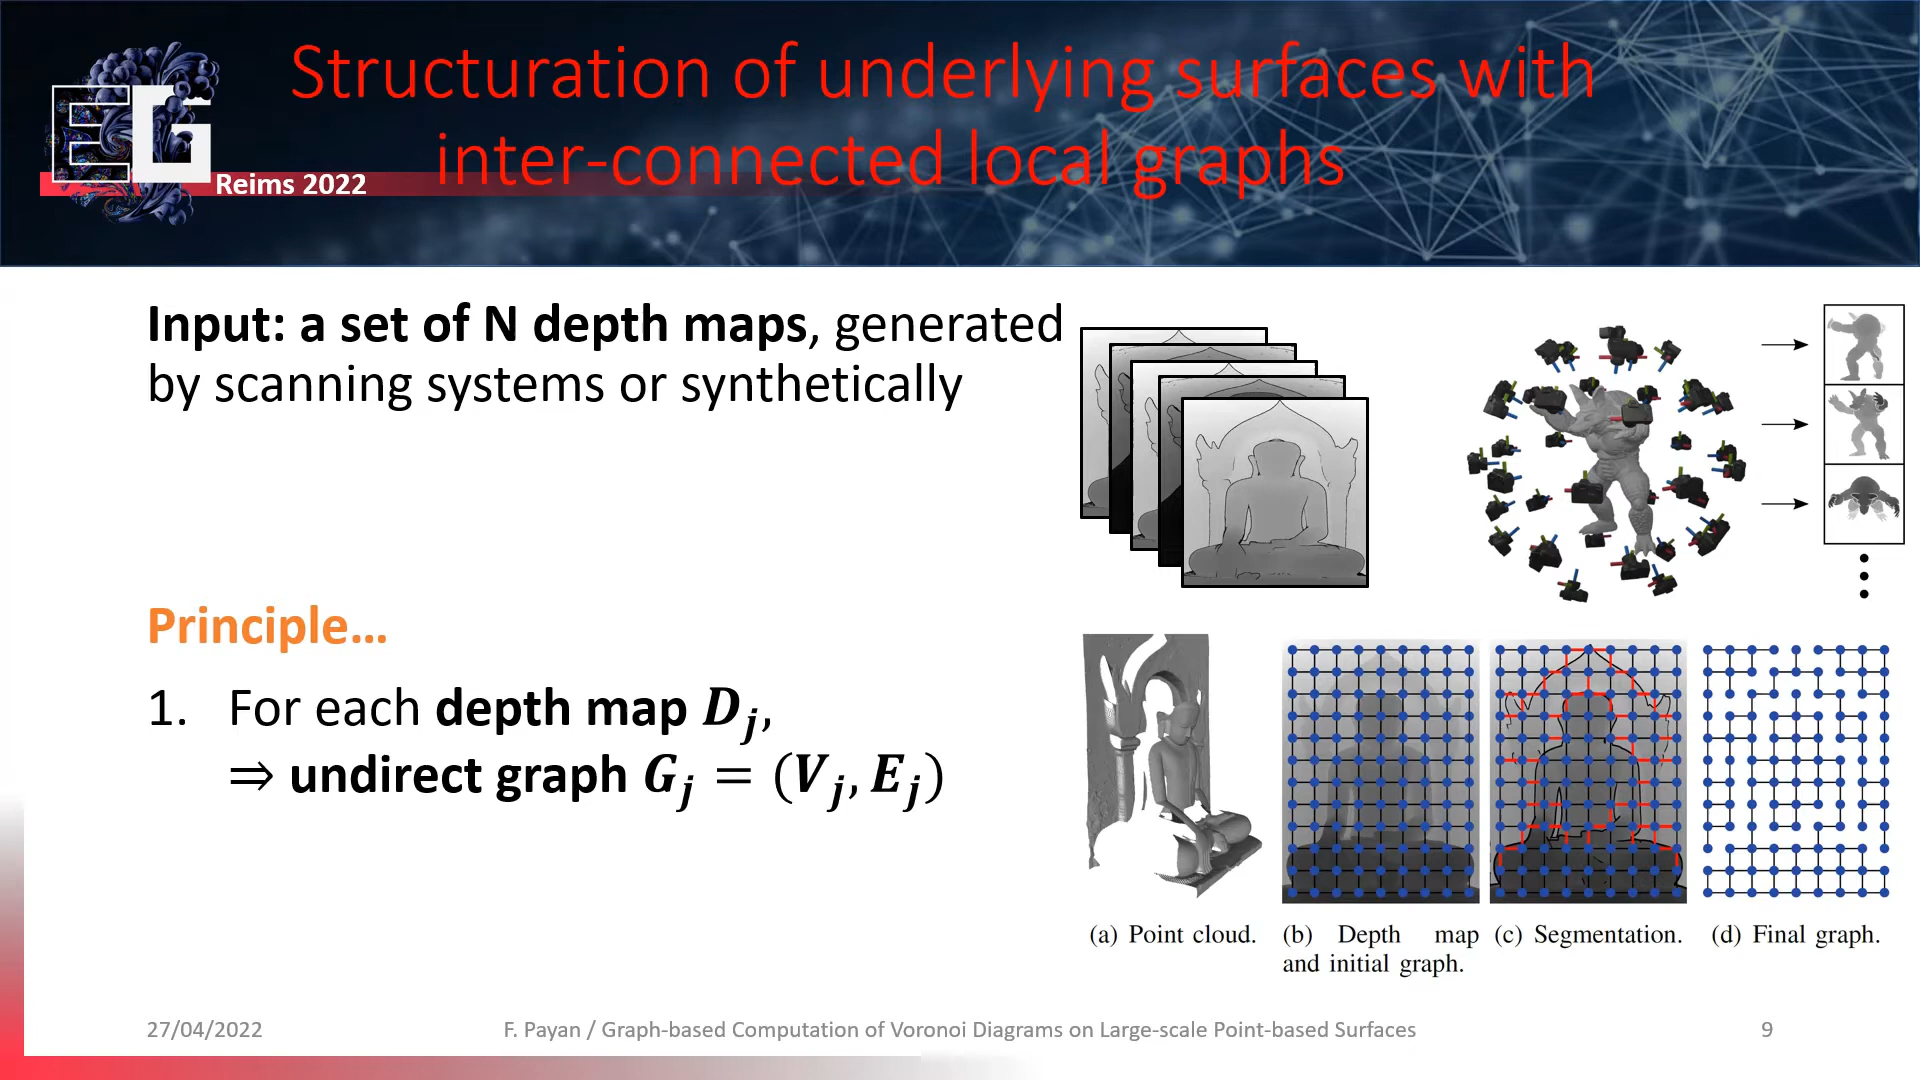 Structuration of underlying surfaces with
inter-connected local graphs
EG
Reims 2022
Input: a set of N depth maps, generated
by scanning systems or synthetically
Principle...
1. For each depth map D_j,
⇒ undirect graph G_j = (V_j, E_j)
(a) Point cloud.
(b) Depth map
and initial graph.
(c) Segmentation.
(d) Final graph.
27/04/2022
F. Payan / Graph-based Computation of Voronoi Diagrams on Large-scale Point-based Surfaces
9